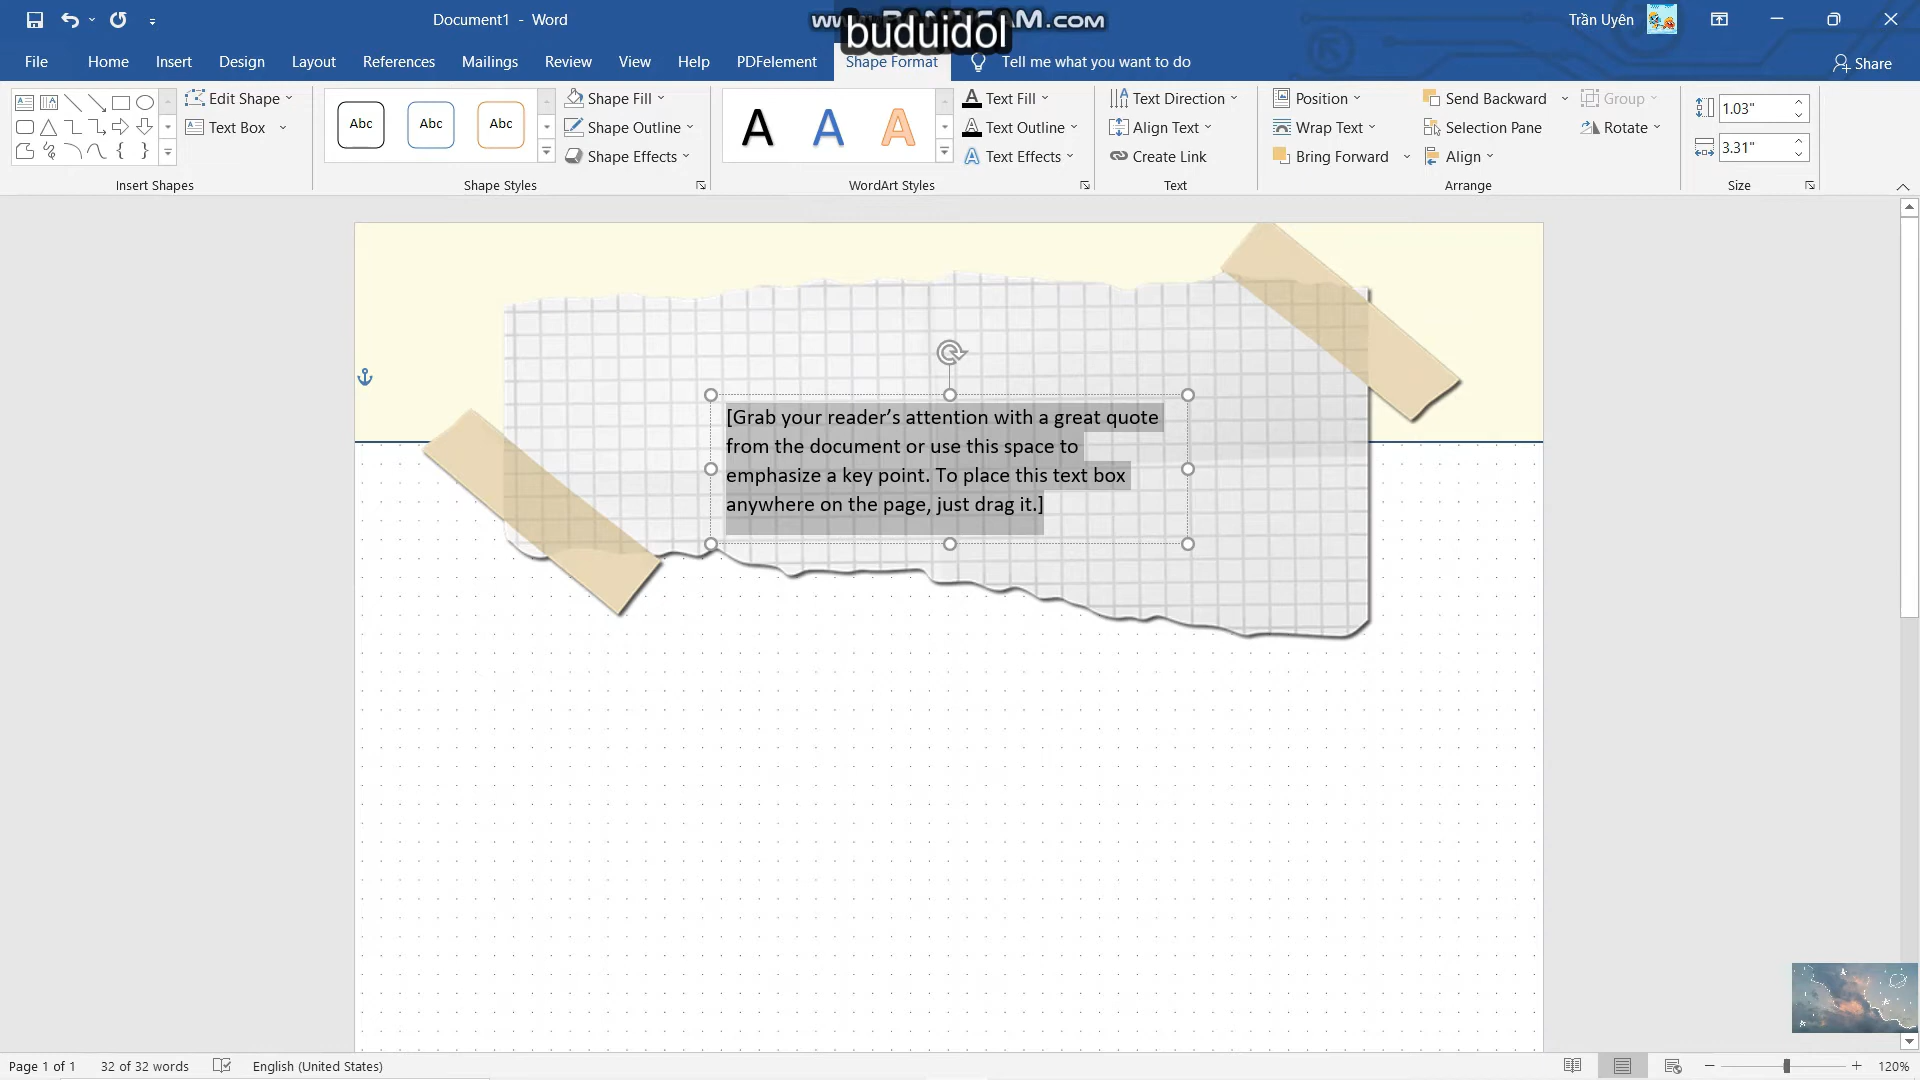 Document1 - Word
www.BANDICAM.COM
buduidol
Trần Uyên
File Home Insert Design Layout References Mailings Review View Help PDFelement Shape Format Tell me what you want to do Share
Edit Shape
Text Box
Insert Shapes
Abc Abc Abc
Shape Fill
Shape Outline
Shape Effects
Shape Styles
A A A
Text Fill
Text Outline
Text Effects
WordArt Styles
Text Direction
Align Text
Create Link
Text
Position
Wrap Text
Bring Forward
Send Backward
Selection Pane
Align
Group
Rotate
Arrange
1.03"
3.31"
Size
[Grab your reader’s attention with a great quote
from the document or use this space to
emphasize a key point. To place this text box
anywhere on the page, just drag it.]
Page 1 of 1 32 of 32 words English (United States) 120%